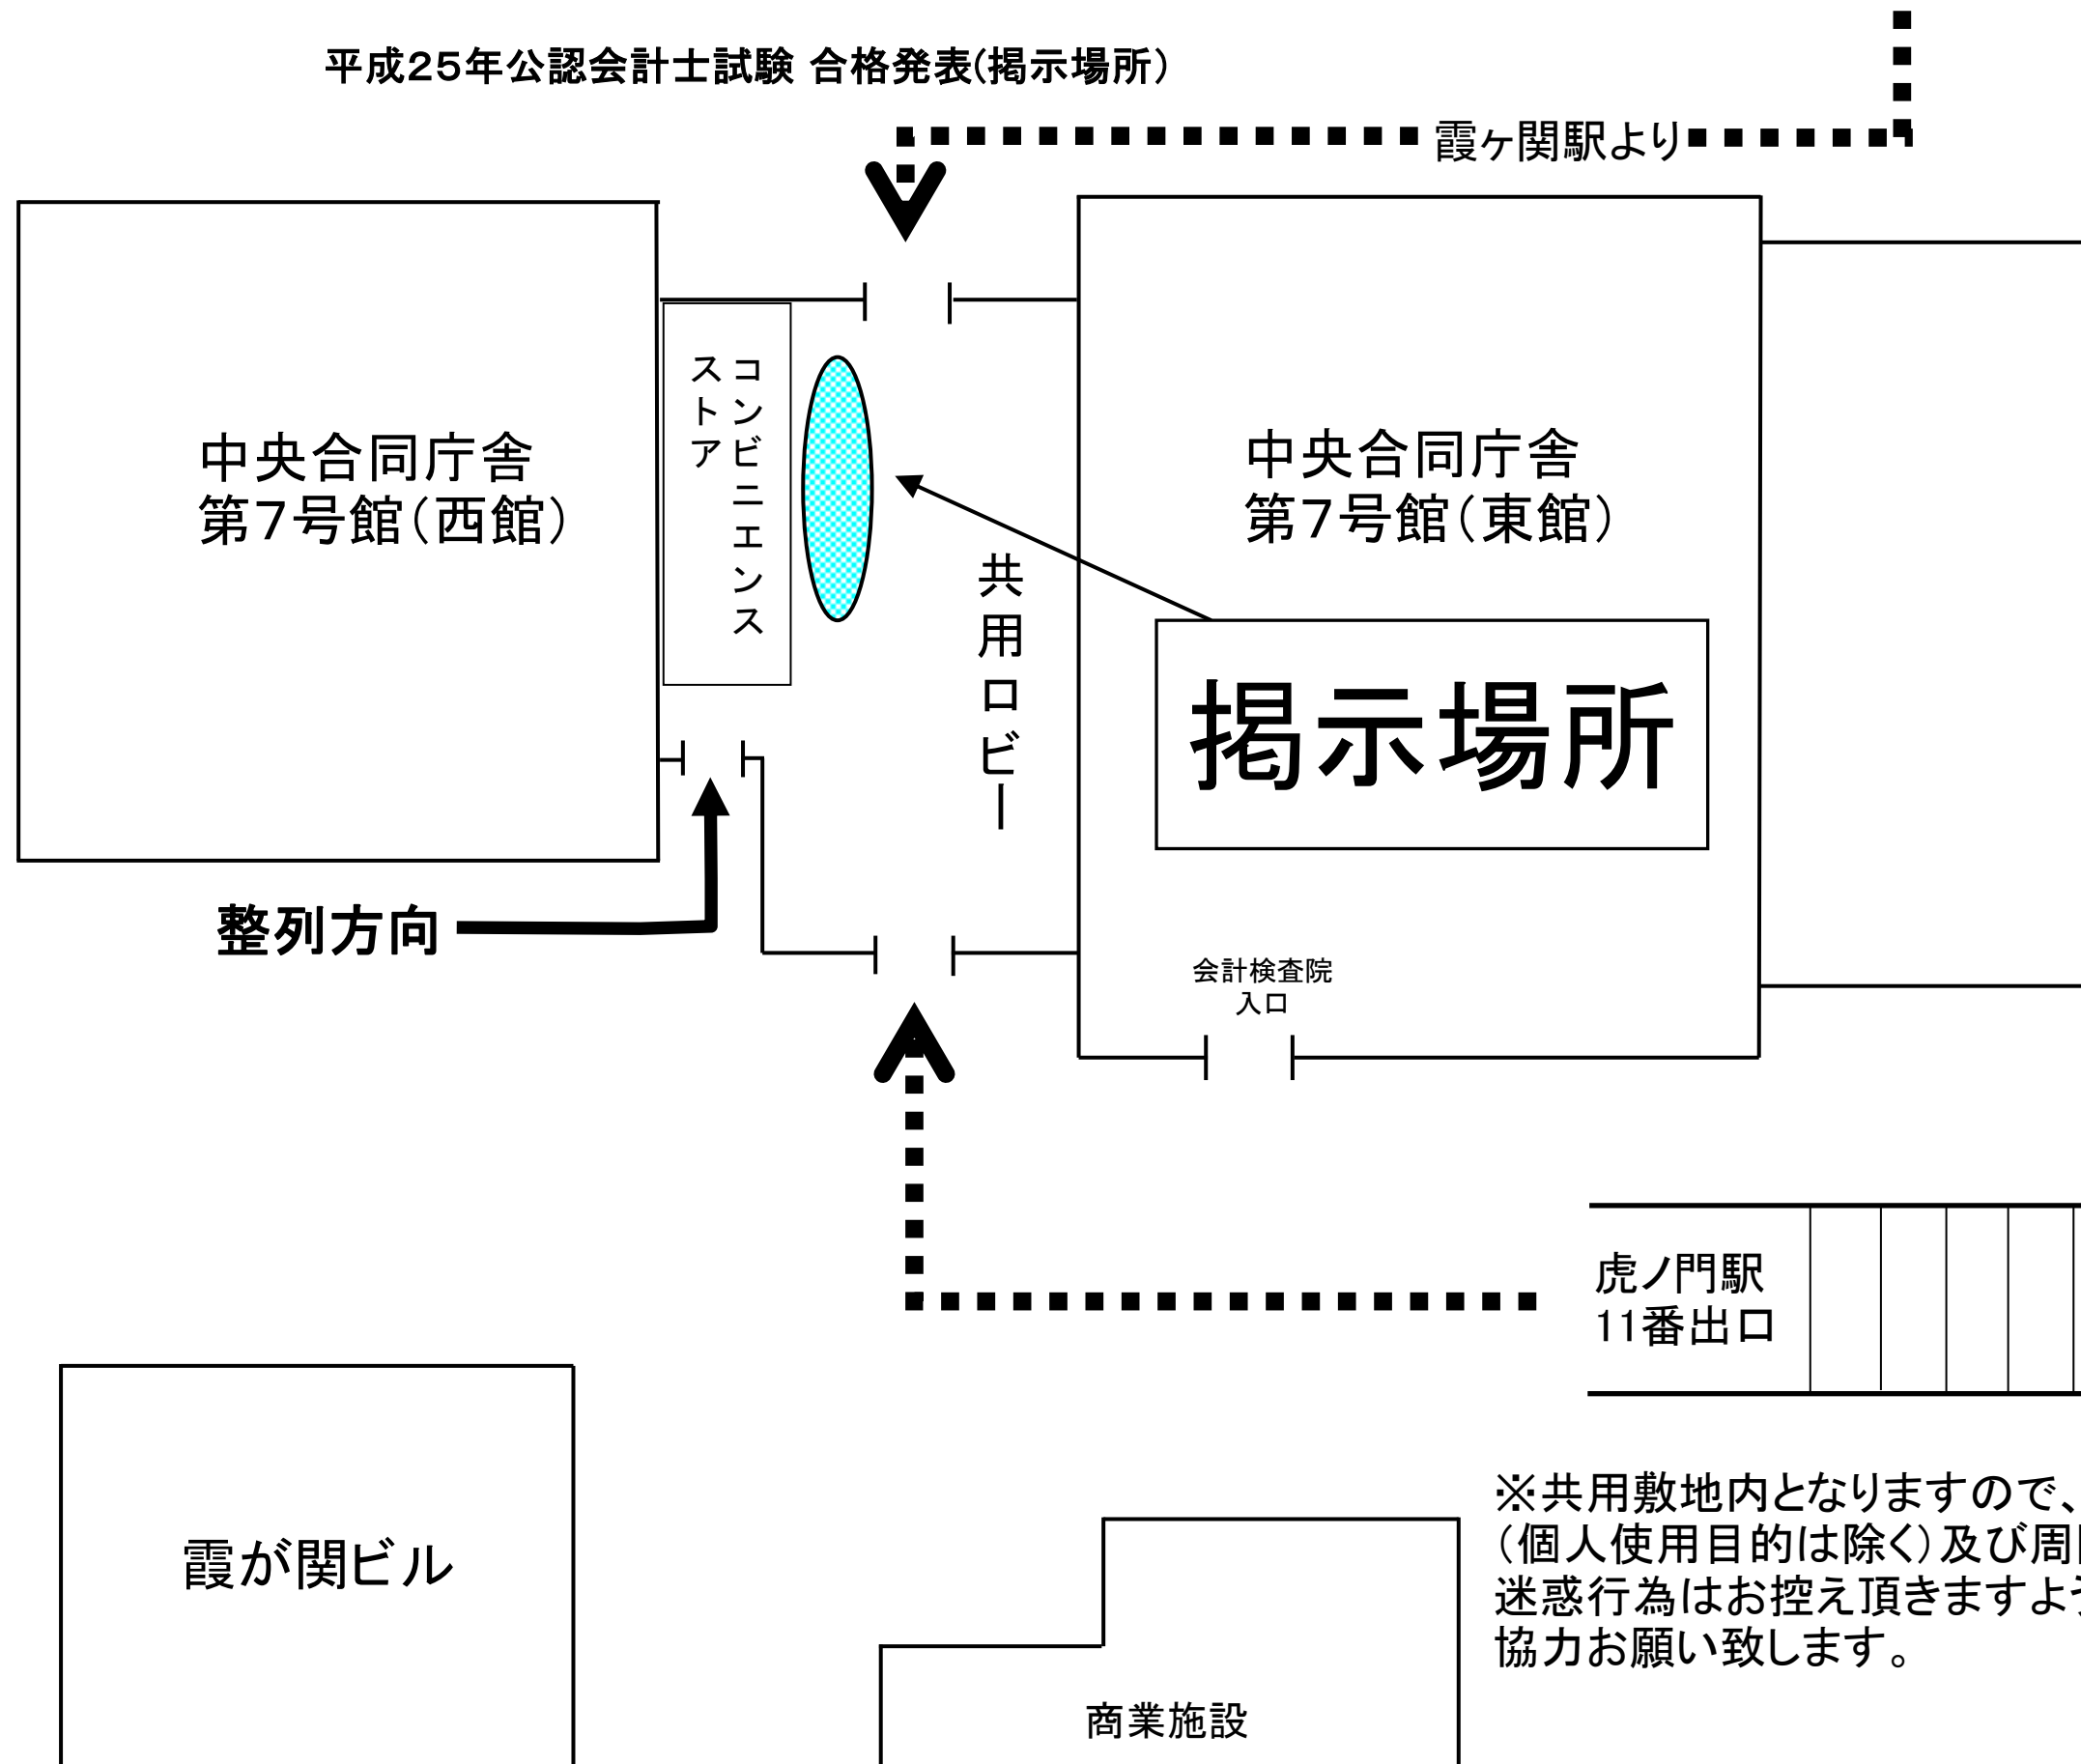 平成25年公認会計士試験 合格発表(掲示場所)
霞ヶ関駅より
中央合同庁舎
第7号館(西館)
コンビニエンス
ストア
共用ロビー
中央合同庁舎
第7号館(東館)
掲示場所
整列方向
会計検査院
入口
虎ノ門駅
11番出口
霞が関ビル
商業施設
※共用敷地内となりますので、
(個人使用目的は除く)及び周
迷惑行為はお控え頂きますよ
協力お願い致します。